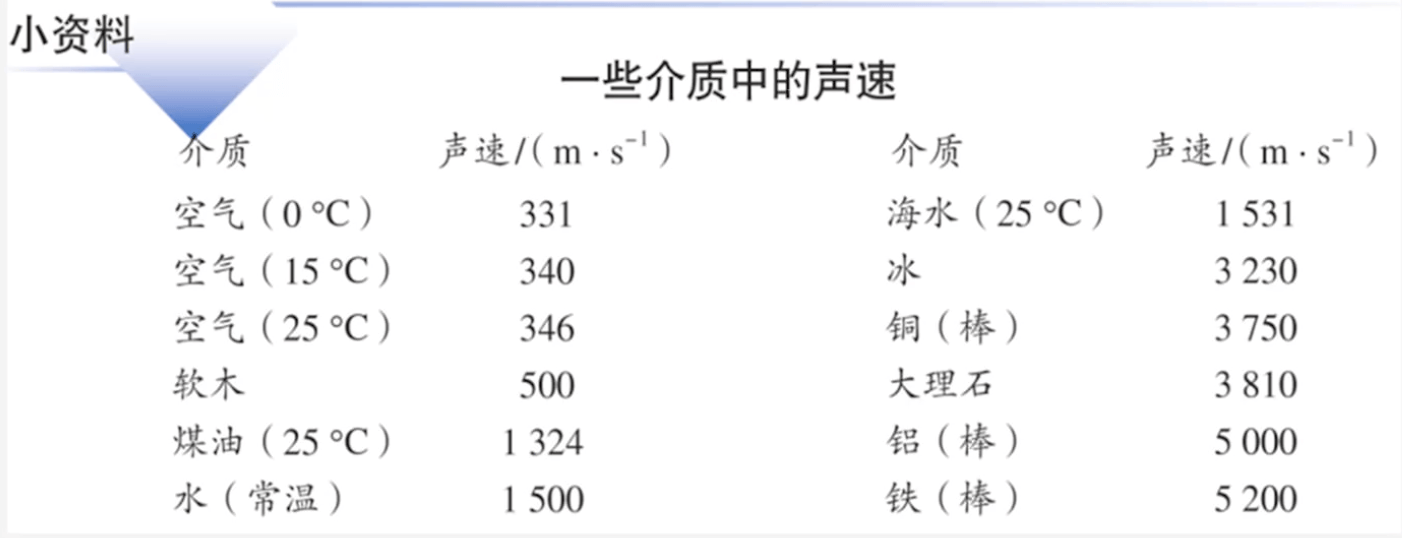 小资料
一些介质中的声速
介质 声速/(m·s⁻¹) 介质 声速/(m·s⁻¹)
空气（0 ℃） 331 海水（25 ℃） 1 531
空气（15 ℃） 340 冰 3 230
空气（25 ℃） 346 铜（棒） 3 750
软木 500 大理石 3 810
煤油（25 ℃） 1 324 铝（棒） 5 000
水（常温） 1 500 铁（棒） 5 200